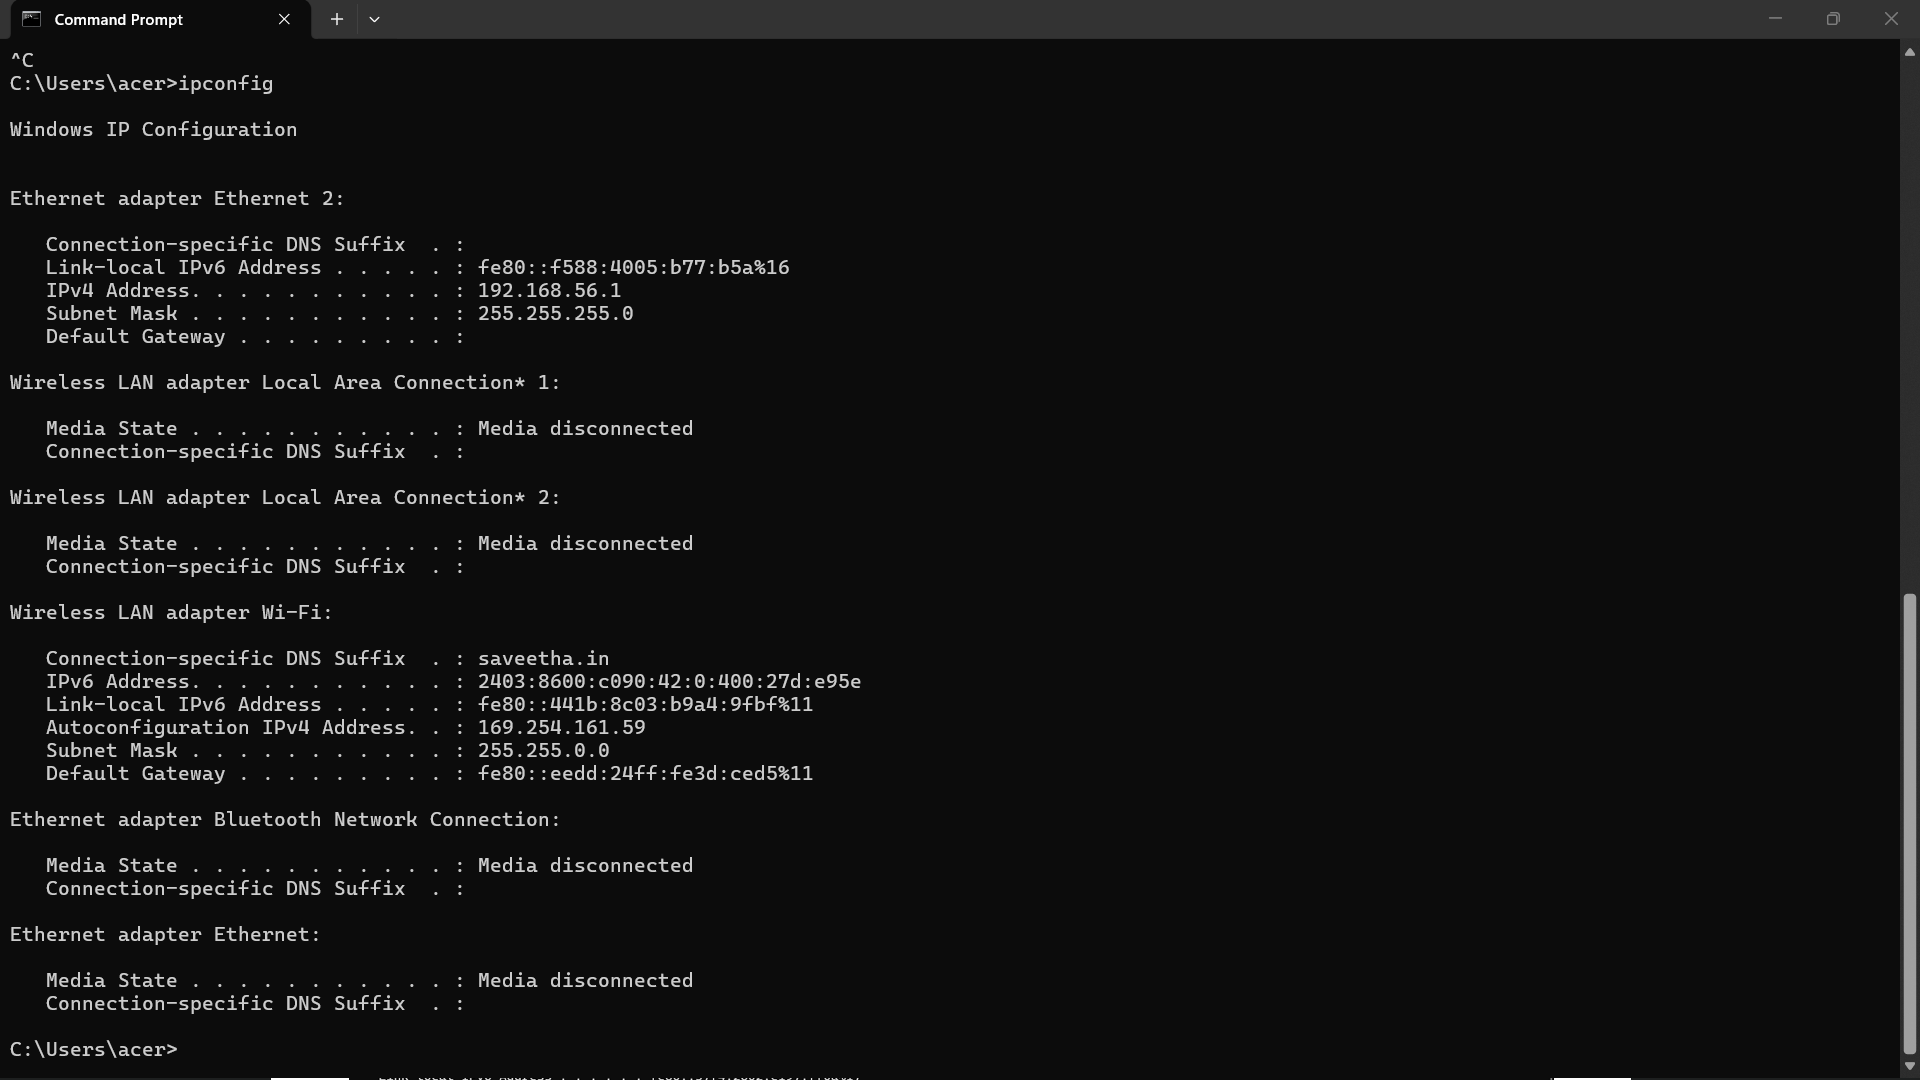 Command Prompt
^C
C:\Users\acer>ipconfig
Windows IP Configuration
Ethernet adapter Ethernet 2:
Connection-specific DNS Suffix  . :
Link-local IPv6 Address . . . . . : fe80::f588:4005:b77:b5a%16
IPv4 Address. . . . . . . . . . . : 192.168.56.1
Subnet Mask . . . . . . . . . . . : 255.255.255.0
Default Gateway . . . . . . . . . :
Wireless LAN adapter Local Area Connection* 1:
Media State . . . . . . . . . . . : Media disconnected
Connection-specific DNS Suffix  . :
Wireless LAN adapter Local Area Connection* 2:
Media State . . . . . . . . . . . : Media disconnected
Connection-specific DNS Suffix  . :
Wireless LAN adapter Wi-Fi:
Connection-specific DNS Suffix  . : saveetha.in
IPv6 Address. . . . . . . . . . . : 2403:8600:c090:42:0:400:27d:e95e
Link-local IPv6 Address . . . . . : fe80::441b:8c03:b9a4:9fbf%11
Autoconfiguration IPv4 Address. . : 169.254.161.59
Subnet Mask . . . . . . . . . . . : 255.255.0.0
Default Gateway . . . . . . . . . : fe80::eedd:24ff:fe3d:ced5%11
Ethernet adapter Bluetooth Network Connection:
Media State . . . . . . . . . . . : Media disconnected
Connection-specific DNS Suffix  . :
Ethernet adapter Ethernet:
Media State . . . . . . . . . . . : Media disconnected
Connection-specific DNS Suffix  . :
C:\Users\acer>